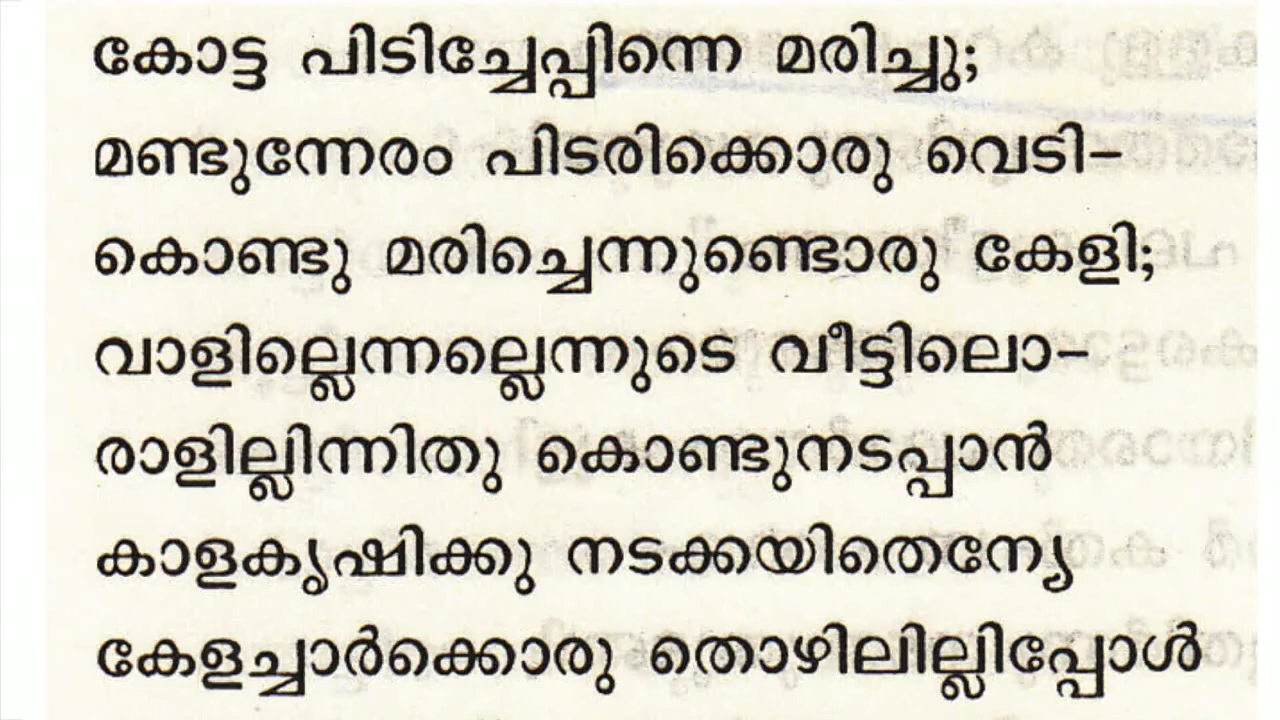 കോട്ട പിടിച്ചേപ്പിന്നെ മരിച്ചു;
മണ്ടുന്നേരം പിടരിക്കൊരു വെടി–
കൊണ്ടു മരിച്ചെന്നുണ്ടൊരു കേളി;
വാളില്ലെന്നല്ലെന്നുടെ വീട്ടിലൊ–
രാളില്ലിന്നിതു കൊണ്ടുനടപ്പാൻ
കാളകൃഷിക്കു നടക്കയിതെന്യേ
കേളച്ചാർക്കൊരു തൊഴിലില്ലിപ്പോൾ